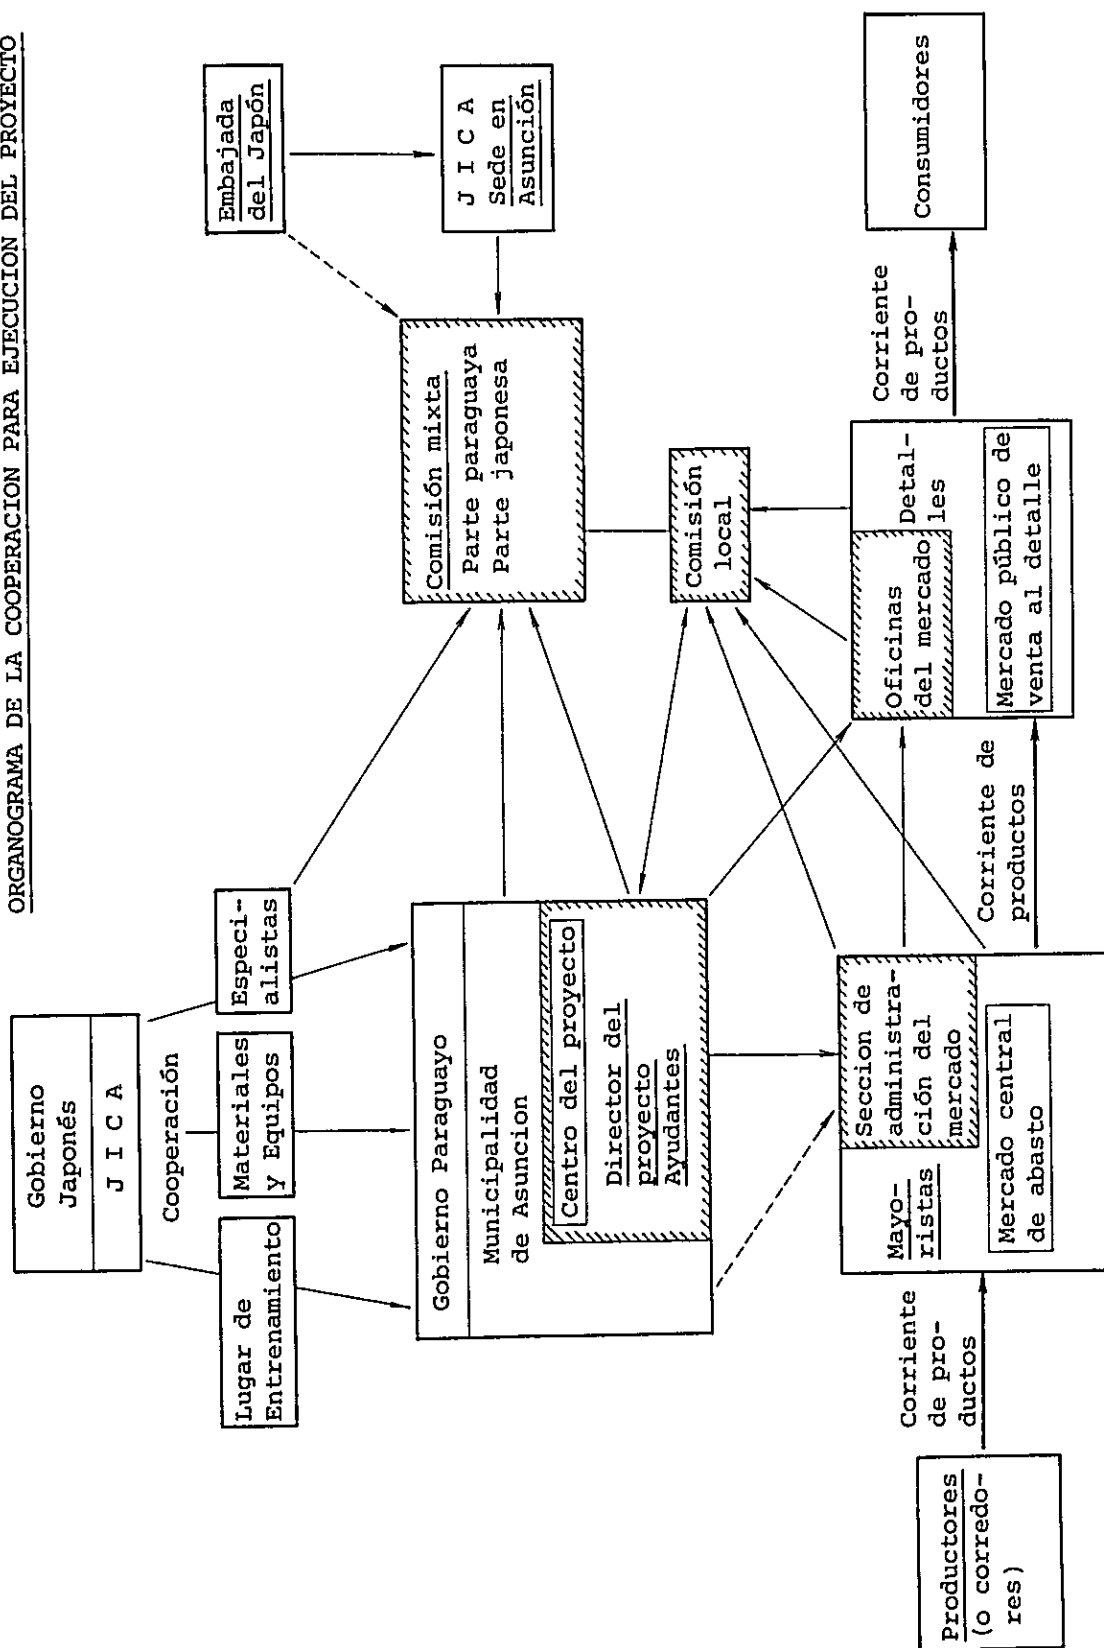 ORGANOGRAMA DE LA COOPERACION PARA EJECUCION DEL PROYECTO
Gobierno
Japonés
J I C A
Cooperación
Lugar de
Entrenamiento
Materiales
y Equipos
Especi-
alistas
Embajada
del Japón
J I C A
Sede en
Asunción
Gobierno Paraguayo
Municipalidad
de Asuncion
Centro del proyecto
Director del
proyecto
Ayudantes
Comisión mixta
Parte paraguaya
Parte japonesa
Comisión
local
Productores
(o corredo-
res)
Corriente
de pro-
ductos
Mayo-
ristas
Seccion de
administra-
ción del
mercado
Mercado central
de abasto
Corriente de
productos
Oficinas
del mercado
Detal-
les
Mercado público de
venta al detalle
Corriente
de pro-
ductos
Consumidores